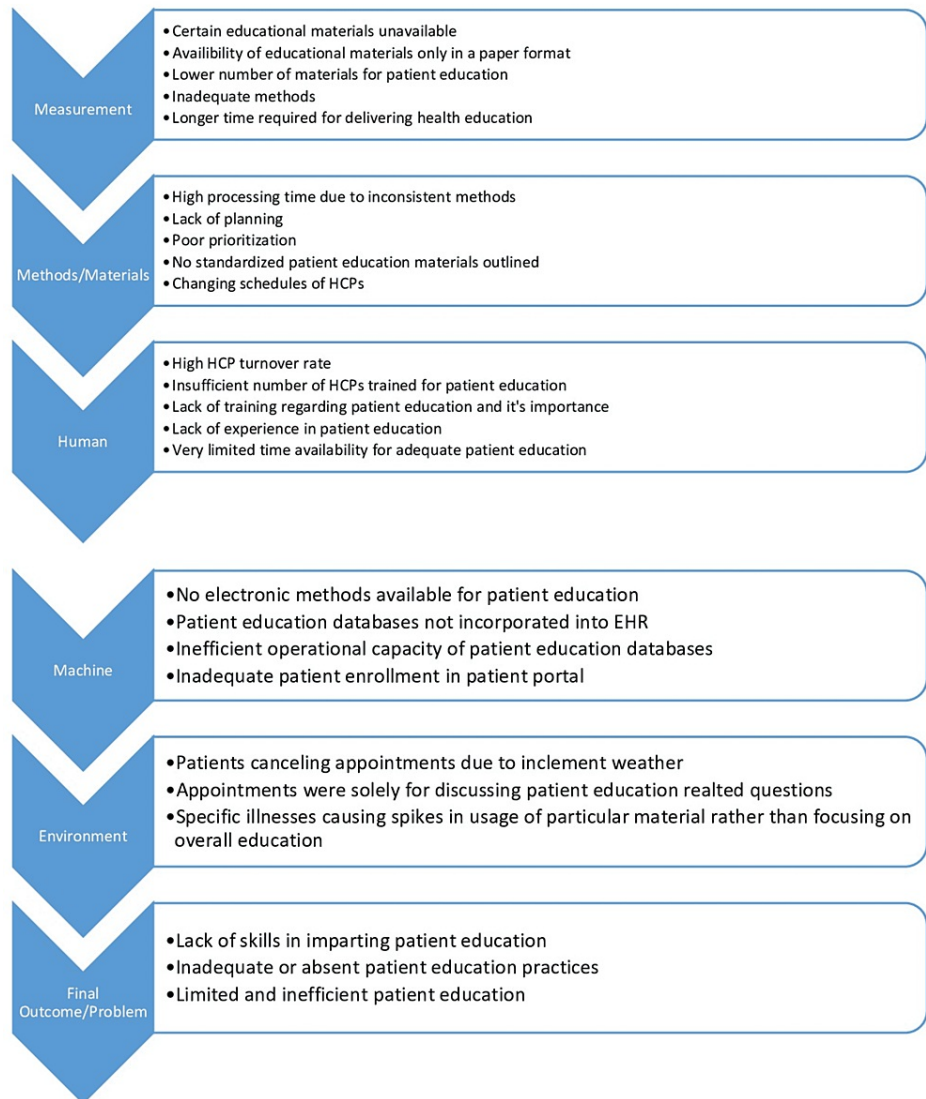 Measurement
•Certain educational materials unavailable
•Availibility of educational materials only in a paper format
•Lower number of materials for patient education
•Inadequate methods
•Longer time required for delivering health education
Methods/Materials
•High processing time due to inconsistent methods
•Lack of planning
•Poor prioritization
•No standardized patient education materials outlined
•Changing schedules of HCPs
Human
•High HCP turnover rate
•Insufficient number of HCPs trained for patient education
•Lack of training regarding patient education and it's importance
•Lack of experience in patient education
•Very limited time availability for adequate patient education
Machine
•No electronic methods available for patient education
•Patient education databases not incorporated into EHR
•Inefficient operational capacity of patient education databases
•Inadequate patient enrollment in patient portal
Environment
•Patients canceling appointments due to inclement weather
•Appointments were solely for discussing patient education realted questions
•Specific illnesses causing spikes in usage of particular material rather than focusing on
overall education
Final
Outcome/Problem
•Lack of skills in imparting patient education
•Inadequate or absent patient education practices
•Limited and inefficient patient education